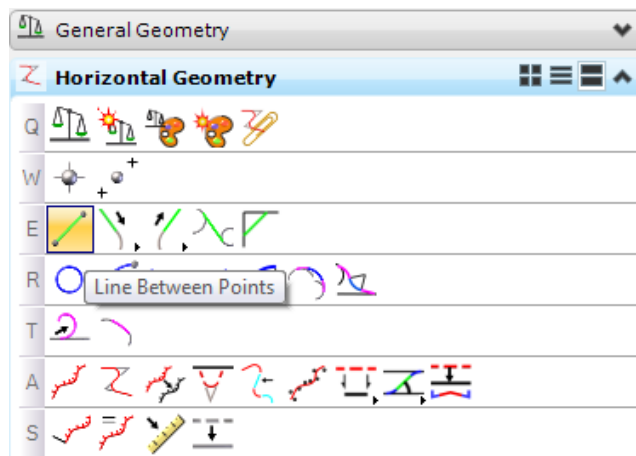 General Geometry
Horizontal Geometry
Q
W
E
R
Line Between Points
T
A
S